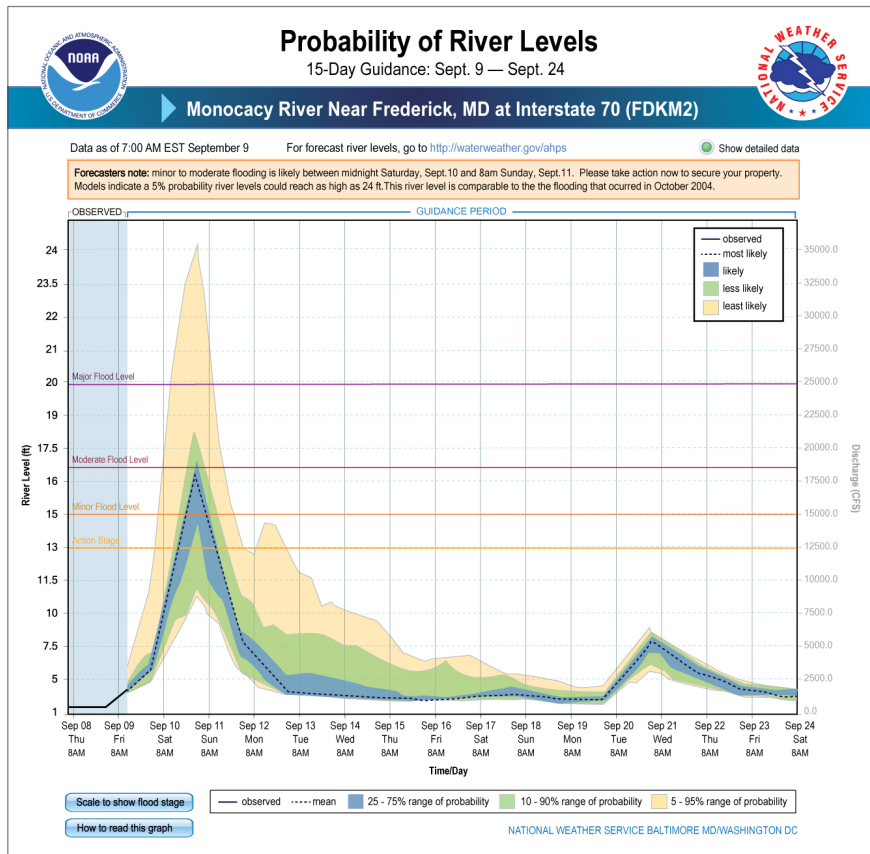 Probability of River Levels
15-Day Guidance: Sept. 9 — Sept. 24
NATIONAL OCEANIC AND ATMOSPHERIC ADMINISTRATION
NOAA
U.S. DEPARTMENT OF COMMERCE
NATIONAL WEATHER SERVICE
Monocacy River Near Frederick, MD at Interstate 70 (FDKM2)
Data as of 7:00 AM EST September 9
For forecast river levels, go to http://waterweather.gov/ahps
Show detailed data
Forecasters note: minor to moderate flooding is likely between midnight Saturday, Sept.10 and 8am Sunday, Sept.11. Please take action now to secure your property.
Models indicate a 5% probability river levels could reach as high as 24 ft.This river level is comparable to the the flooding that ocurred in October 2004.
OBSERVED
GUIDANCE PERIOD
observed
most likely
likely
less likely
least likely
River Level (ft)
24
23.5
22
21
20
19
17.5
16
15
13
11.5
10
7.5
5
1
Major Flood Level
Moderate Flood Level
Minor Flood Level
Action Stage
35000.0
32500.0
30000.0
27500.0
25000.0
22500.0
20000.0
17500.0
15000.0
12500.0
10000.0
7500.0
5000.0
2500.0
0.0
Discharge (CFS)
Sep 08 Sep 09 Sep 10 Sep 11 Sep 12 Sep 13 Sep 14 Sep 15 Sep 16 Sep 17 Sep 18 Sep 19 Sep 20 Sep 21 Sep 22 Sep 23 Sep 24
Thu Fri Sat Sun Mon Tue Wed Thu Fri Sat Sun Mon Tue Wed Thu Fri Sat
8AM 8AM 8AM 8AM 8AM 8AM 8AM 8AM 8AM 8AM 8AM 8AM 8AM 8AM 8AM 8AM 8AM
Time/Day
Scale to show flood stage
observed
mean
25 - 75% range of probability
10 - 90% range of probability
5 - 95% range of probability
How to read this graph
NATIONAL WEATHER SERVICE BALTIMORE MD/WASHINGTON DC